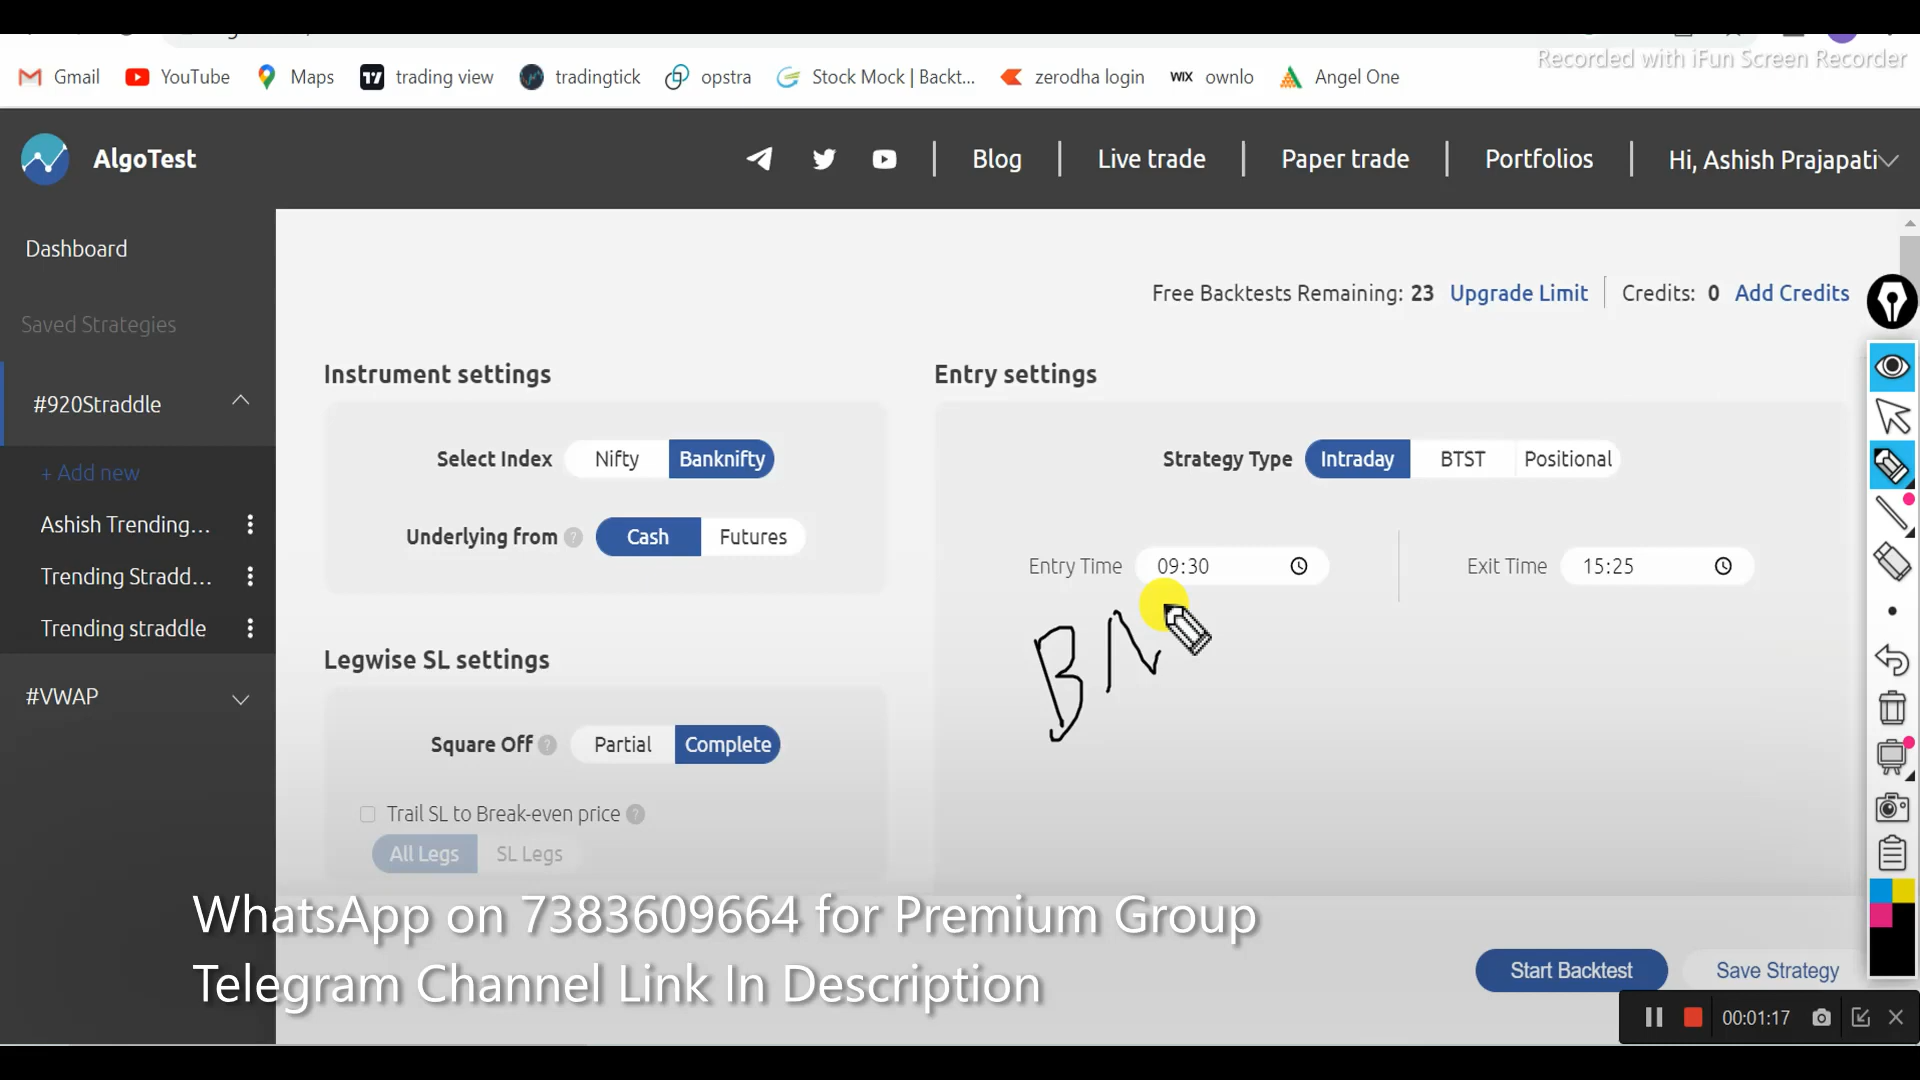 Recorded with iFun Screen Recorder
Gmail YouTube Maps trading view tradingtick opstra Stock Mock | Backt... zerodha login WIX ownlo Angel One
AlgoTest Blog Live trade Paper trade Portfolios Hi, Ashish Prajapati
Dashboard
Saved Strategies
#920Straddle
+ Add new
Ashish Trending...
Trending Stradd...
Trending straddle
#VWAP
Free Backtests Remaining: 23 Upgrade Limit Credits: 0 Add Credits
Instrument settings
Select Index Nifty Banknifty
Underlying from ? Cash Futures
Legwise SL settings
Square Off ? Partial Complete
Trail SL to Break-even price ?
All Legs SL Legs
Entry settings
Strategy Type Intraday BTST Positional
Entry Time 09:30 Exit Time 15:25
BN
WhatsApp on 7383609664 for Premium Group
Telegram Channel Link In Description
Start Backtest Save Strategy
00:01:17